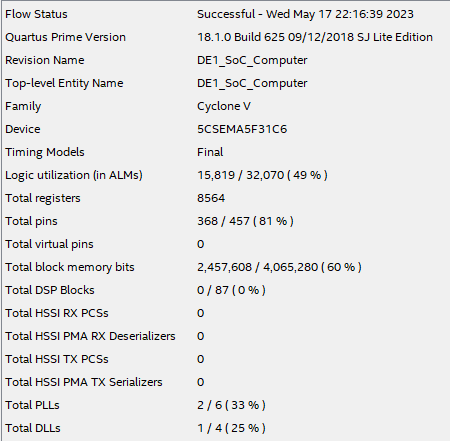 Flow Status Successful - Wed May 17 22:16:39 2023
Quartus Prime Version 18.1.0 Build 625 09/12/2018 SJ Lite Edition
Revision Name DE1_SoC_Computer
Top-level Entity Name DE1_SoC_Computer
Family Cyclone V
Device 5CSEMA5F31C6
Timing Models Final
Logic utilization (in ALMs) 15,819 / 32,070 ( 49 % )
Total registers 8564
Total pins 368 / 457 ( 81 % )
Total virtual pins 0
Total block memory bits 2,457,608 / 4,065,280 ( 60 % )
Total DSP Blocks 0 / 87 ( 0 % )
Total HSSI RX PCSs 0
Total HSSI PMA RX Deserializers 0
Total HSSI TX PCSs 0
Total HSSI PMA TX Serializers 0
Total PLLs 2 / 6 ( 33 % )
Total DLLs 1 / 4 ( 25 % )